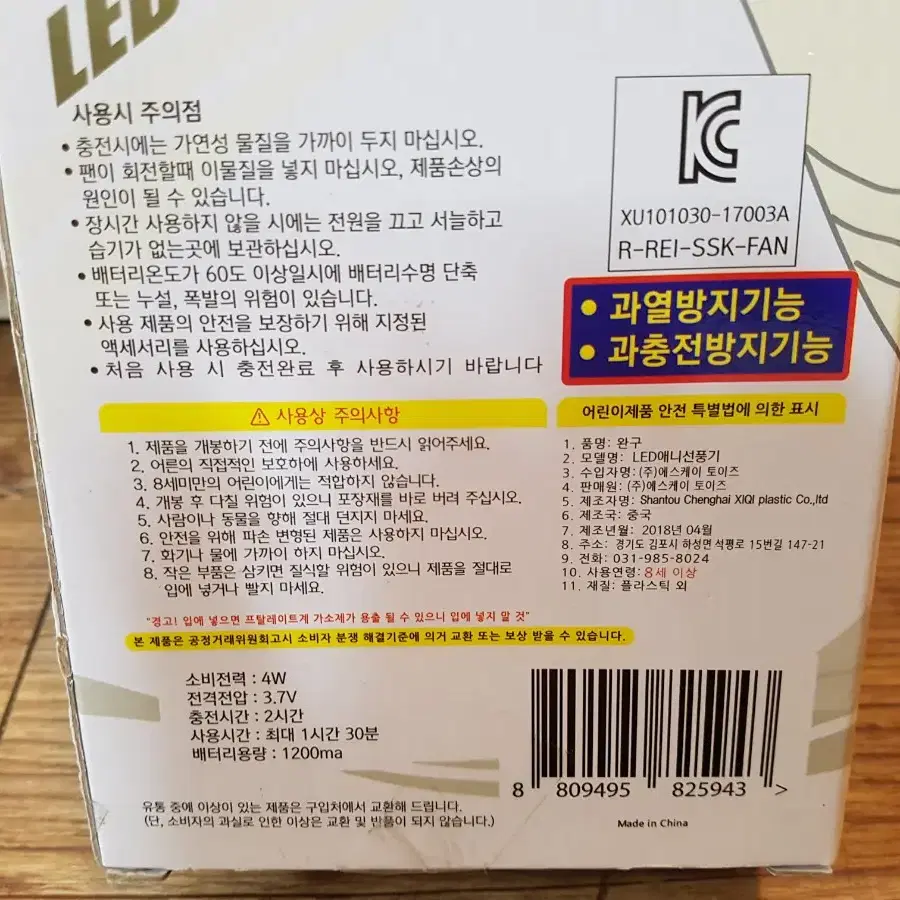 LED
사용시 주의점
• 충전시에는 가연성 물질을 가까이 두지 마십시오.
• 팬이 회전할때 이물질을 넣지 마십시오, 제품손상의
원인이 될 수 있습니다.
• 장시간 사용하지 않을 시에는 전원을 끄고 서늘하고
습기가 없는곳에 보관하십시오.
• 배터리온도가 60도 이상일시에 배터리수명 단축
또는 누설, 폭발의 위험이 있습니다.
• 사용 제품의 안전을 보장하기 위해 지정된
액세서리를 사용하십시오.
• 처음 사용 시 충전완료 후 사용하시기 바랍니다
KC
XU101030-17003A
R-REI-SSK-FAN
• 과열방지기능
• 과충전방지기능
⚠ 사용상 주의사항
1. 제품을 개봉하기 전에 주의사항을 반드시 읽어주세요.
2. 어른의 직접적인 보호하에 사용하세요.
3. 8세미만의 어린이에게는 적합하지 않습니다.
4. 개봉 후 다칠 위험이 있으니 포장재를 바로 버려 주십시오.
5. 사람이나 동물을 향해 절대 던지지 마세요.
6. 안전을 위해 파손 변형된 제품은 사용하지 마십시오.
7. 화기나 물에 가까이 하지 마십시오.
8. 작은 부품은 삼키면 질식할 위험이 있으니 제품을 절대로
입에 넣거나 빨지 마세요.
어린이제품 안전 특별법에 의한 표시
1. 품명: 완구
2. 모델명: LED애니선풍기
3. 수입자명: (주)에스케이 토이즈
4. 판매원: (주)에스케이 토이즈
5. 제조자명: Shantou Chenghai XIQI plastic Co.,ltd
6. 제조국: 중국
7. 제조년월: 2018년 04월
8. 주소: 경기도 김포시 하성면 석평로 15번길 147-21
9. 전화: 031-985-8024
10. 사용연령: 8세 이상
11. 재질: 플라스틱 외
"경고! 입에 넣으면 프탈레이트계 가소제가 용출 될 수 있으니 입에 넣지 말 것"
본 제품은 공정거래위원회고시 소비자 분쟁 해결기준에 의거 교환 또는 보상 받을 수 있습니다.
소비전력 : 4W
전격전압 : 3.7V
충전시간 : 2시간
사용시간 : 최대 1시간 30분
배터리용량 : 1200ma
8 809495 825943 >
유통 중에 이상이 있는 제품은 구입처에서 교환해 드립니다.
(단, 소비자의 과실로 인한 이상은 교환 및 반품이 되지 않습니다.)
Made in China